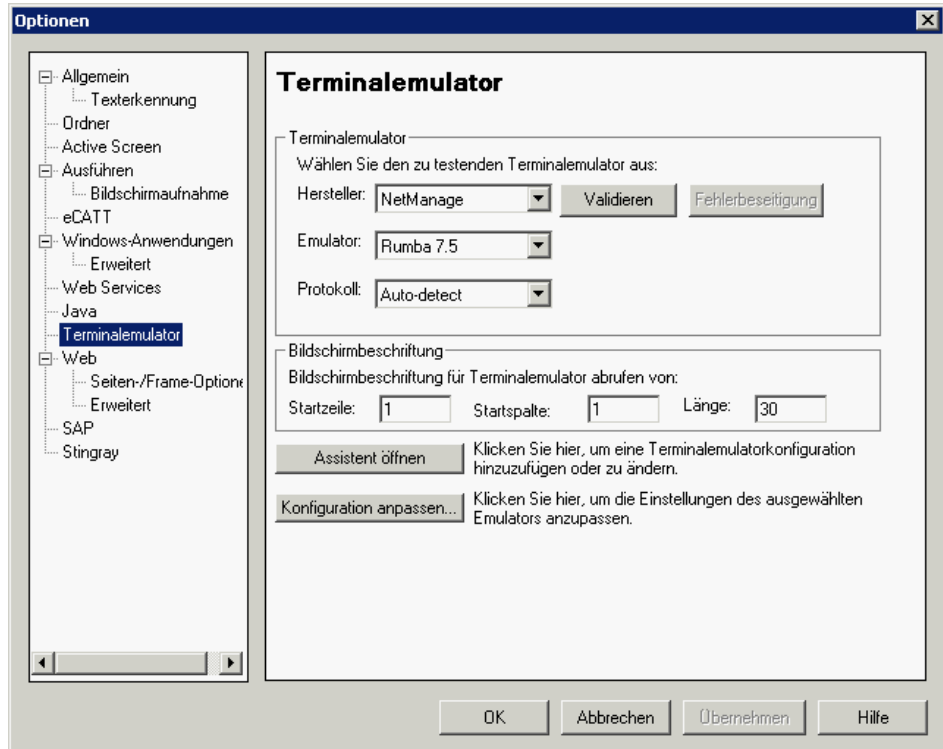 Optionen
Allgemein
Texterkennung
Ordner
Active Screen
Ausführen
Bildschirmaufnahme
eCATT
Windows-Anwendungen
Erweitert
Web Services
Java
Terminalemulator
Web
Seiten-/Frame-Optione
Erweitert
SAP
Stingray
Terminalemulator
Terminalemulator
Wählen Sie den zu testenden Terminalemulator aus:
Hersteller: NetManage Validieren Fehlerbeseitigung
Emulator: Rumba 7.5
Protokoll: Auto-detect
Bildschirmbeschriftung
Bildschirmbeschriftung für Terminalemulator abrufen von:
Startzeile: 1 Startspalte: 1 Länge: 30
Assistent öffnen Klicken Sie hier, um eine Terminalemulatorkonfiguration
hinzuzufügen oder zu ändern.
Konfiguration anpassen... Klicken Sie hier, um die Einstellungen des ausgewählten
Emulators anzupassen.
OK Abbrechen Übernehmen Hilfe